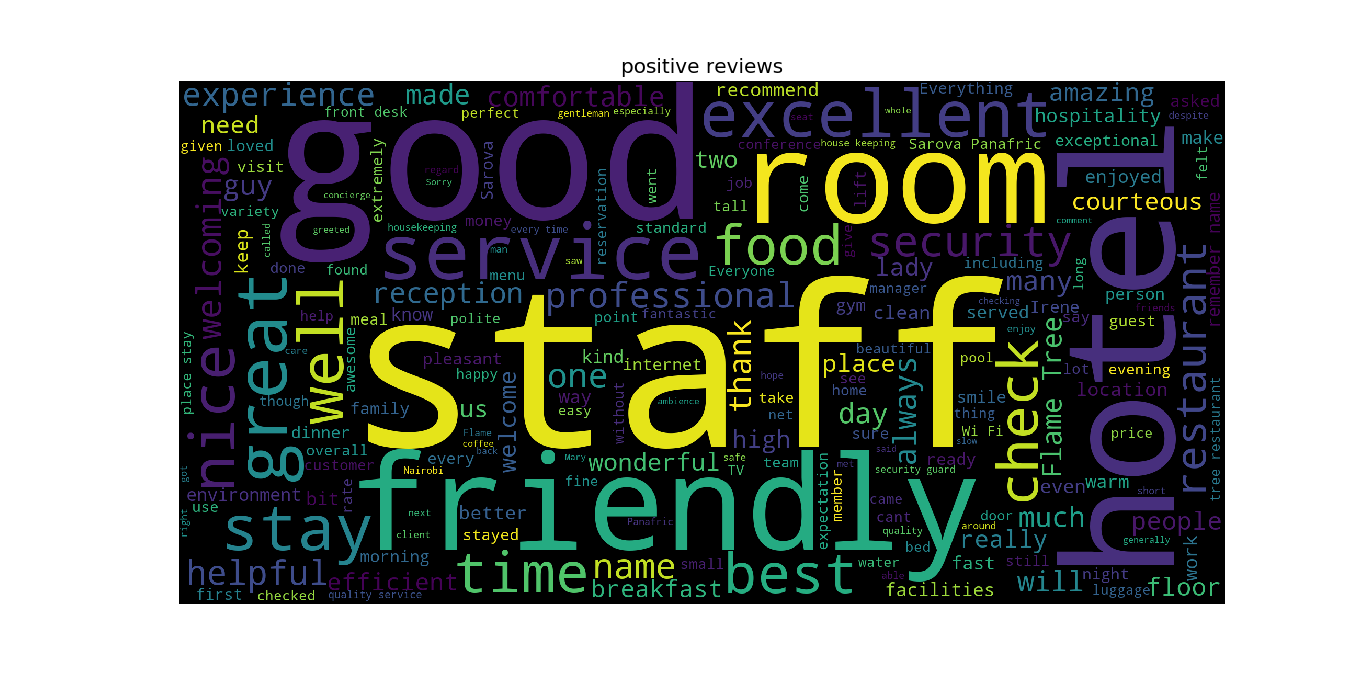 positive reviews
experience
made
comfortable
good
excellent
recommend
Everything
amazing
asked
front desk
perfect
gentleman
especially
seat
whole
hospitality
despite
need
given
loved
conference
house keeping
Sarova Panafric
exceptional
make
visit
nice
welcoming
guy
extremely
regard
Sorry
Sarova
went
two
room
job
tall
come
lift
enjoyed
felt
concierge
courteous
variety
called
greeted
housekeeping
money
every time
reservation
standard
food
give
security
comment
hotel
remember name
keep
done
found
service
man
saw
menu
Everyone
lady
including
many
long
person
restaurant
great
well
reception
professional
manager
gym
clean
checking
served
Irene
say
friends
help
meal
know
polite
staff
point
fantastic
thank
enjoy
guest
place stay
care
awesome
pleasant
happy
kind
internet
beautiful
place
pool
check
Flame Tree
lot
evening
though
family
us
welcome
one
way
easy
without
ambience
hope
take
net
see
home
day
always
smile
thing
location
dinner
Flame
coffee
back
high
sure
Wi Fi
slow
price
tree restaurant
overall
customer
every
Nairobi
friendly
Mary
fine
wonderful
safe
TV
team
expectation
met
said
ready
security guard
got
environment
bit
rate
member
came
even
warm
short
use
right
stay
next
client
better
stayed
Panafric
cant
quality
door
around
much
people
really
generally
morning
time
name
small
best
water
bed
fast
still
night
work
helpful
efficient
breakfast
able
facilities
will
luggage
floor
first
checked
quality service